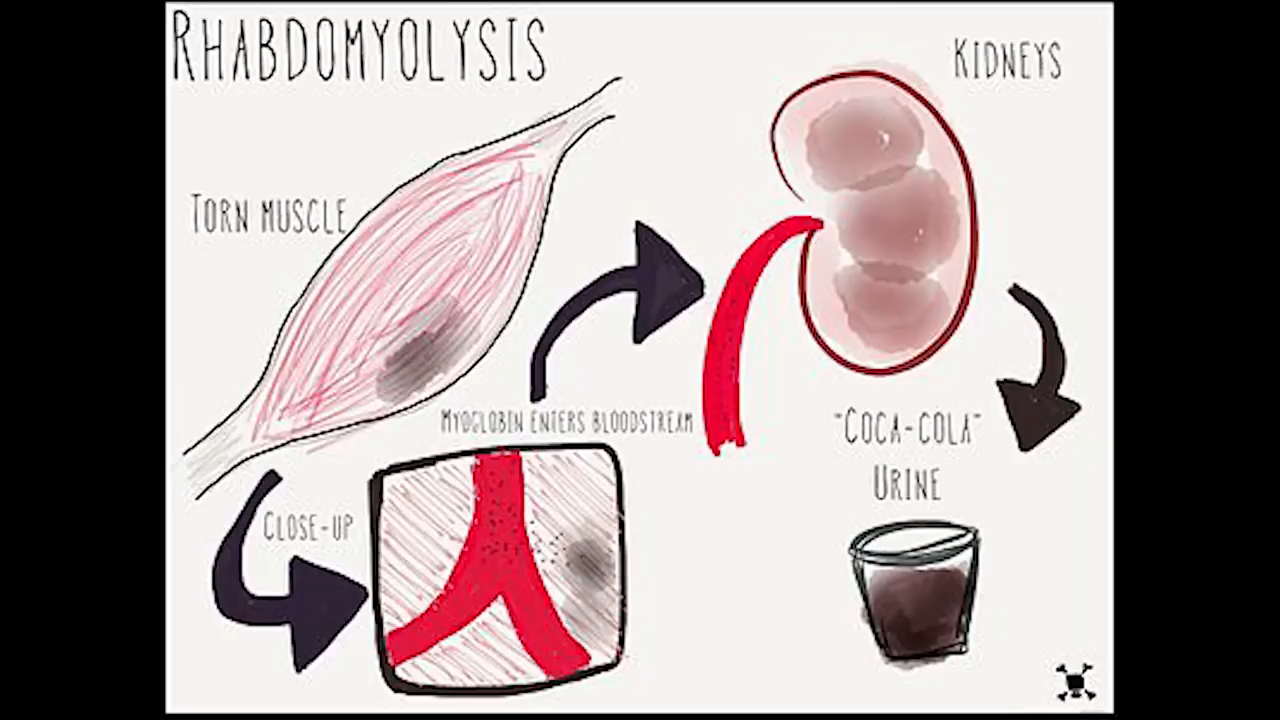 RHABDOMYOLYSIS
KIDNEYS
TORN MUSCLE
MYOGLOBIN ENTERS BLOODSTREAM
"COCA-COLA"
URINE
CLOSE-UP